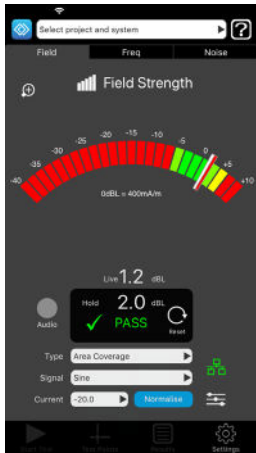 Select project and system
?
Field Freq Noise
Field Strength
-40 -35 -30 -25 -20 -15 -10 -5 0 +5 +10
0dBL = 400mA/m
Live 1.2 dBL
Hold 2.0 dBL
Audio
✓ PASS
Reset
Type Area Coverage
Signal Sine
Current -20.0 Normalise
Settings